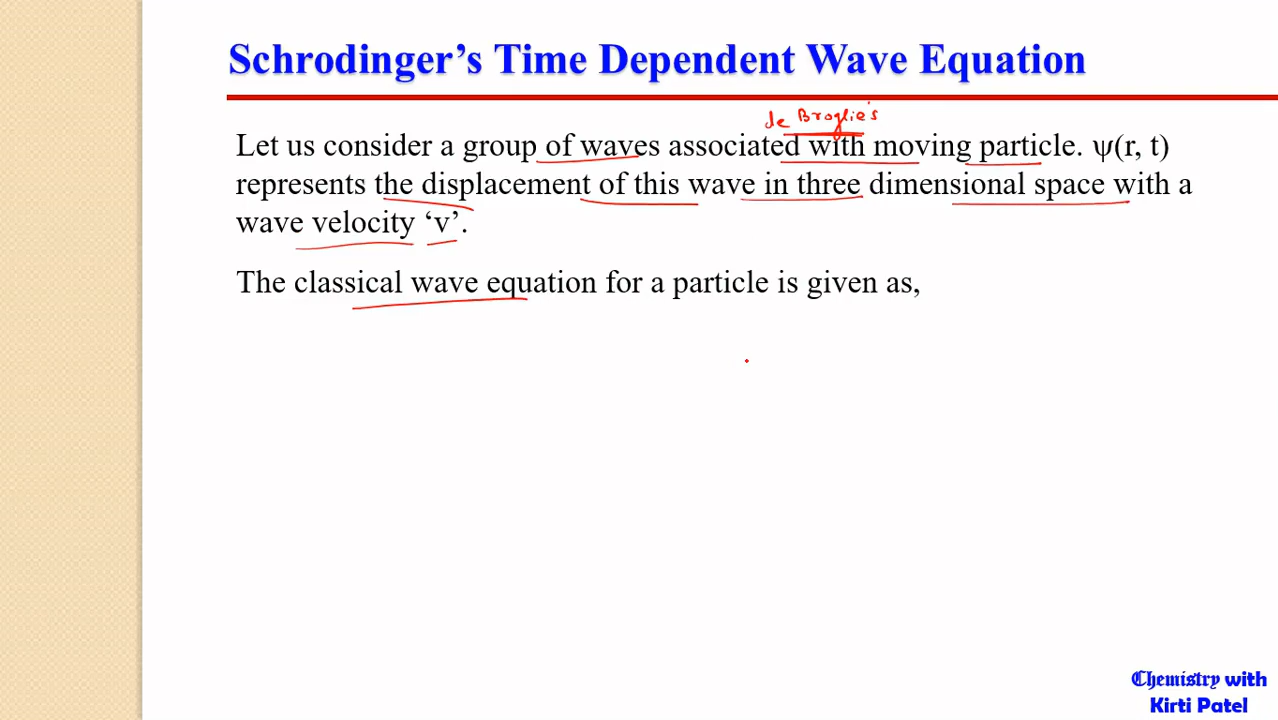 Schrodinger's Time Dependent Wave Equation
de Broglie's
Let us consider a group of waves associated with moving particle. ψ(r, t)
represents the displacement of this wave in three dimensional space with a
wave velocity ‘v’.
The classical wave equation for a particle is given as,
Chemistry with
Kirti Patel